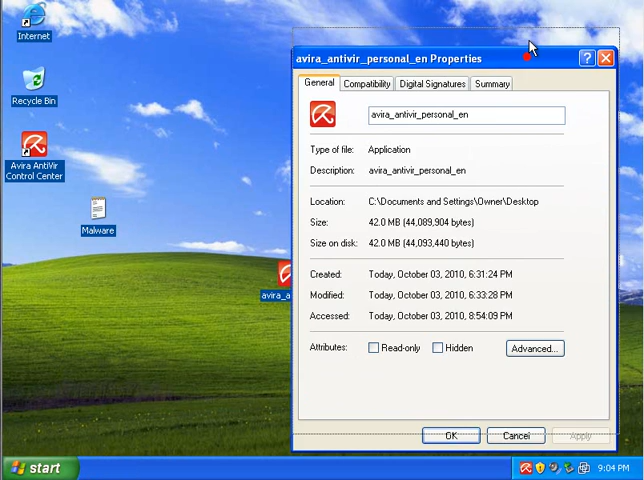 Internet
Recycle Bin
Avira AntiVir
Control Center
Malware
avira_a
avira_antivir_personal_en Properties
General
Compatibility
Digital Signatures
Summary
avira_antivir_personal_en
Type of file: Application
Description: avira_antivir_personal_en
Location: C:\Documents and Settings\Owner\Desktop
Size: 42.0 MB (44,089,904 bytes)
Size on disk: 42.0 MB (44,093,440 bytes)
Created: Today, October 03, 2010, 6:31:24 PM
Modified: Today, October 03, 2010, 6:33:28 PM
Accessed: Today, October 03, 2010, 8:54:09 PM
Attributes: Read-only Hidden Advanced...
OK Cancel Apply
start
9:04 PM